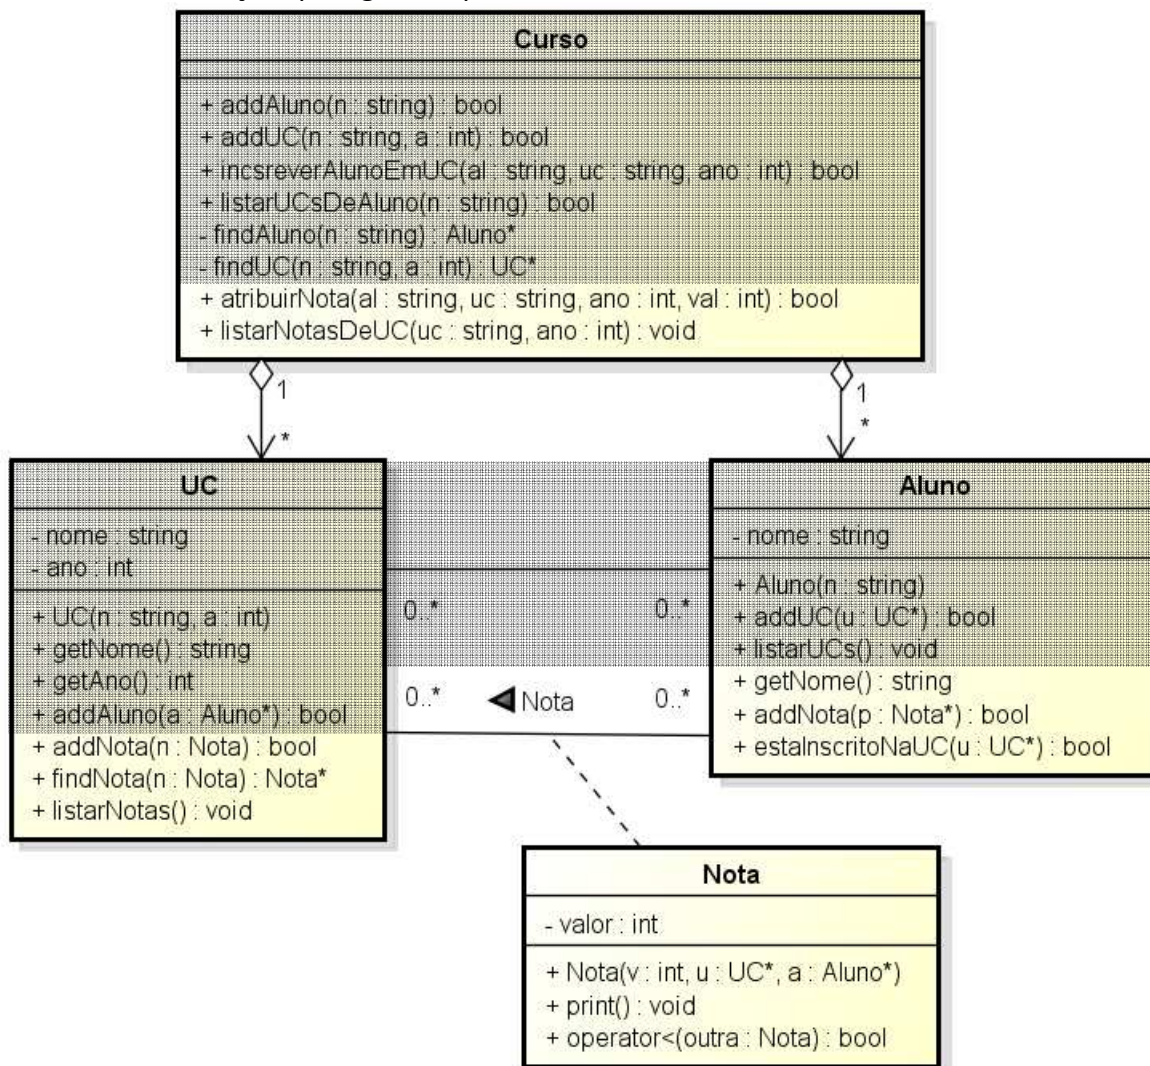 Curso
+ addAluno(n : string) : bool
+ addUC(n : string, a : int) : bool
+ incsreverAlunoEmUC(al : string, uc : string, ano : int) : bool
+ listarUCsDeAluno(n : string) : bool
- findAluno(n : string) : Aluno*
- findUC(n : string, a : int) : UC*
+ atribuirNota(al : string, uc : string, ano : int, val : int) : bool
+ listarNotasDeUC(uc : string, ano : int) : void
1
1
*
*
UC
- nome : string
- ano : int
+ UC(n : string, a : int)
+ getNome() : string
+ getAno() : int
+ addAluno(a : Aluno*) : bool
+ addNota(n : Nota) : bool
+ findNota(n : Nota) : Nota*
+ listarNotas() : void
0..*
0..*
0..*
Nota
0..*
Aluno
- nome : string
+ Aluno(n : string)
+ addUC(u : UC*) : bool
+ listarUCs() : void
+ getNome() : string
+ addNota(p : Nota*) : bool
+ estaInscritoNaUC(u : UC*) : bool
Nota
- valor : int
+ Nota(v : int, u : UC*, a : Aluno*)
+ print() : void
+ operator<(outra : Nota) : bool